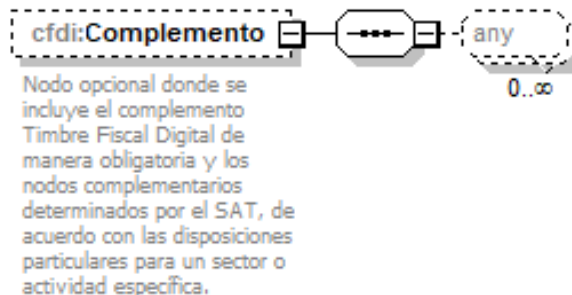 cfdi:Complemento
any
0..∞
Nodo opcional donde se
incluye el complemento
Timbre Fiscal Digital de
manera obligatoria y los
nodos complementarios
determinados por el SAT, de
acuerdo con las disposiciones
particulares para un sector o
actividad específica.